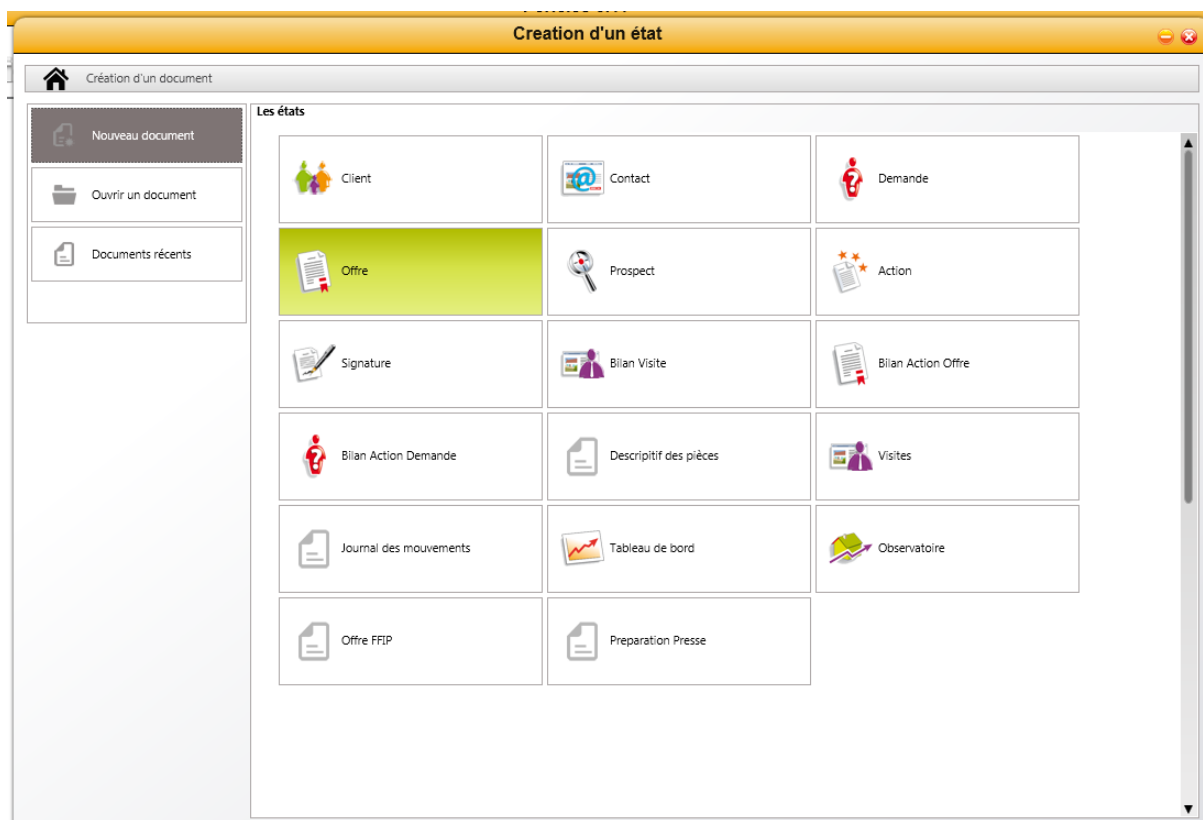 Creation d'un état
Création d'un document
Nouveau document
Ouvrir un document
Documents récents
Les états
Client
Contact
Demande
Offre
Prospect
Action
Signature
Bilan Visite
Bilan Action Offre
Bilan Action Demande
Descripitif des pièces
Visites
Journal des mouvements
Tableau de bord
Observatoire
Offre FFIP
Preparation Presse